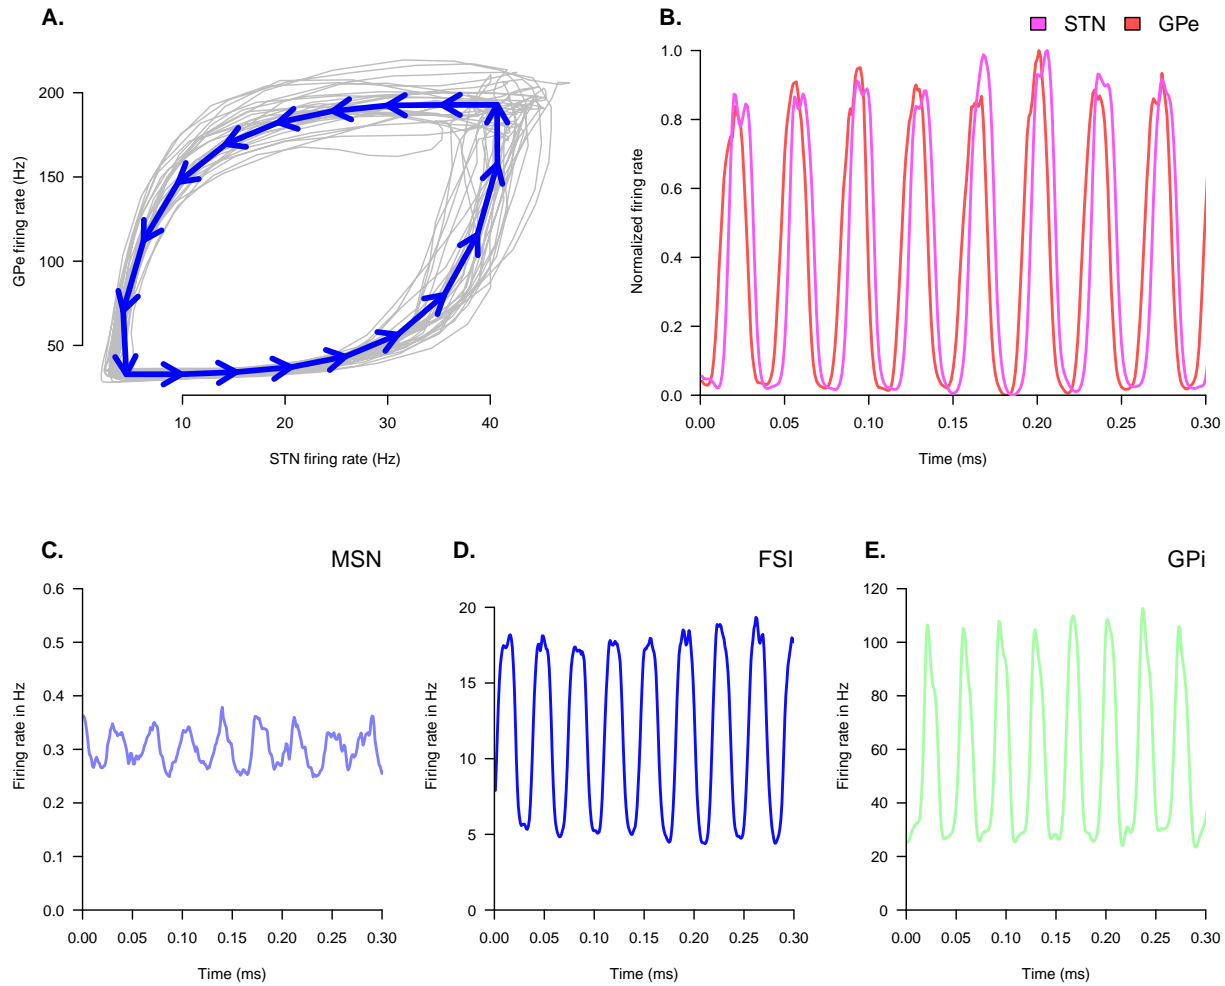 A.
GPe firing rate (Hz)
200
150
100
50
10 20 30 40
STN firing rate (Hz)
B.
STN GPe
Normalized firing rate
1.0
0.8
0.6
0.4
0.2
0.0
0.00 0.05 0.10 0.15 0.20 0.25 0.30
Time (ms)
C.
MSN
Firing rate in Hz
0.6
0.5
0.4
0.3
0.2
0.1
0.0
0.00 0.05 0.10 0.15 0.20 0.25 0.30
Time (ms)
D.
FSI
Firing rate in Hz
20
15
10
5
0
0.00 0.05 0.10 0.15 0.20 0.25 0.30
Time (ms)
E.
GPi
Firing rate in Hz
120
100
80
60
40
20
0
0.00 0.05 0.10 0.15 0.20 0.25 0.30
Time (ms)